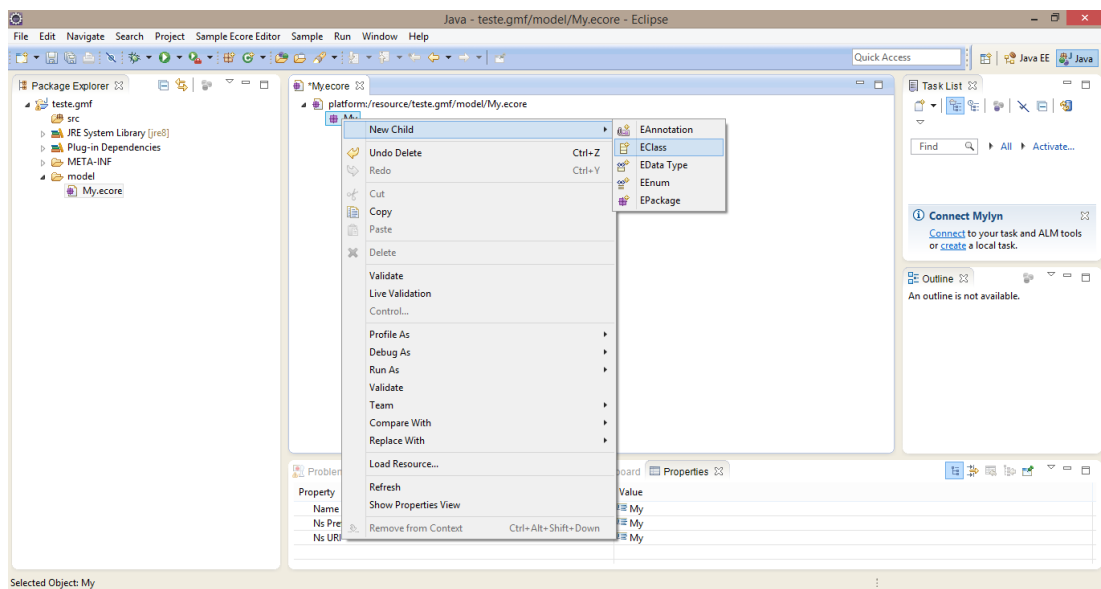 Java - teste.gmf/model/My.ecore - Eclipse
File Edit Navigate Search Project Sample Ecore Editor Sample Run Window Help
Quick Access
Java EE
Java
Package Explorer
teste.gmf
src
JRE System Library [jre8]
Plug-in Dependencies
META-INF
model
My.ecore
*My.ecore
platform:/resource/teste.gmf/model/My.ecore
My
New Child
Undo Delete Ctrl+Z
Redo Ctrl+Y
Cut
Copy
Paste
Delete
Validate
Live Validation
Control...
Profile As
Debug As
Run As
Validate
Team
Compare With
Replace With
Load Resource...
Refresh
Show Properties View
Remove from Context Ctrl+Alt+Shift+Down
EAnnotation
EClass
EData Type
EEnum
EPackage
Task List
Find
All
Activate...
Connect Mylyn
Connect to your task and ALM tools
or create a local task.
Outline
An outline is not available.
Problem
board
Properties
Property Value
Name My
Ns Pre My
Ns URI My
Selected Object: My